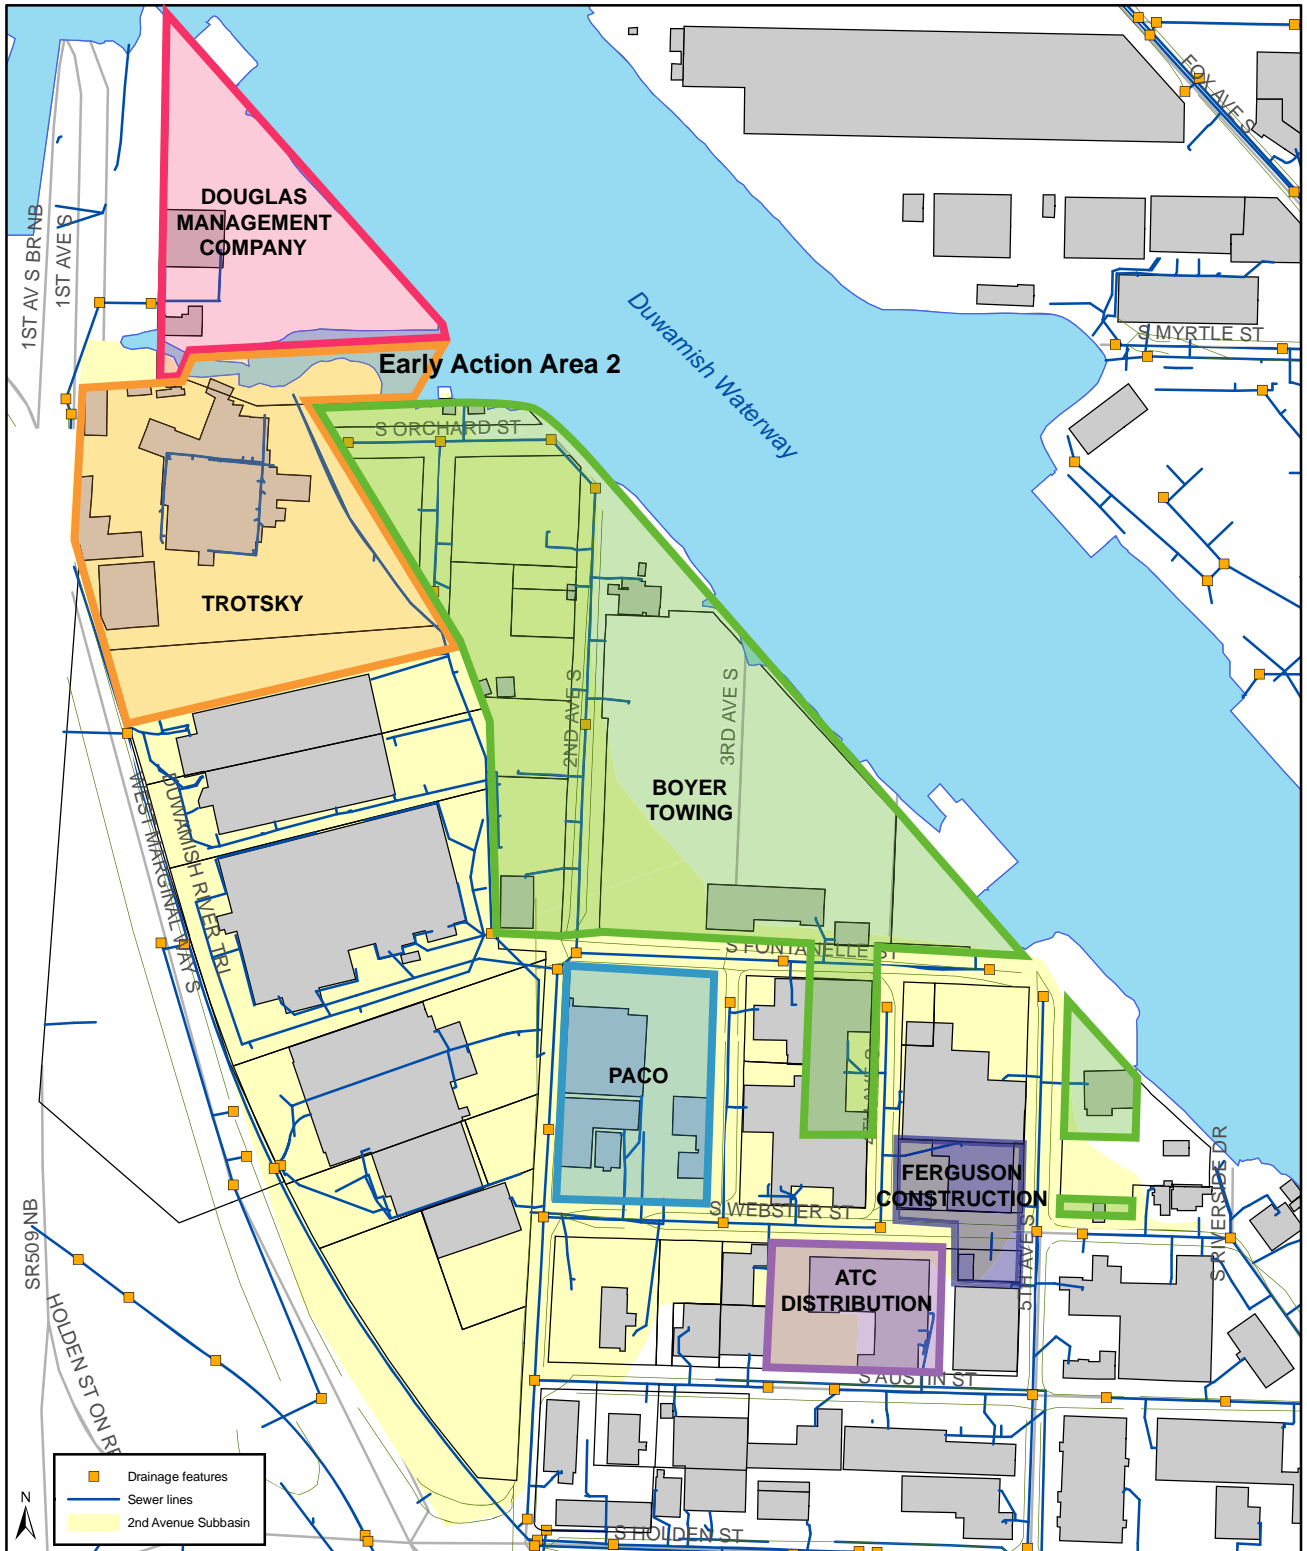 FOX AVE S
DOUGLAS
MANAGEMENT
COMPANY
1ST AV S BR NB
1ST AVE S
Duwamish Waterway
S MYRTLE ST
Early Action Area 2
S ORCHARD ST
TROTSKY
2ND AVE S
3RD AVE S
BOYER
TOWING
WEST MARGINAL WAY S
DUWAMISH RIVER TRL
S FONTANELLE ST
PACO
4TH AVE S
FERGUSON
CONSTRUCTION
S WEBSTER ST
S RIVERSIDE DR
5TH AVE S
SR509 NB
ATC
DISTRIBUTION
S AUSTIN ST
HOLDEN ST ON RP
S HOLDEN ST
Drainage features
Sewer lines
2nd Avenue Subbasin
N